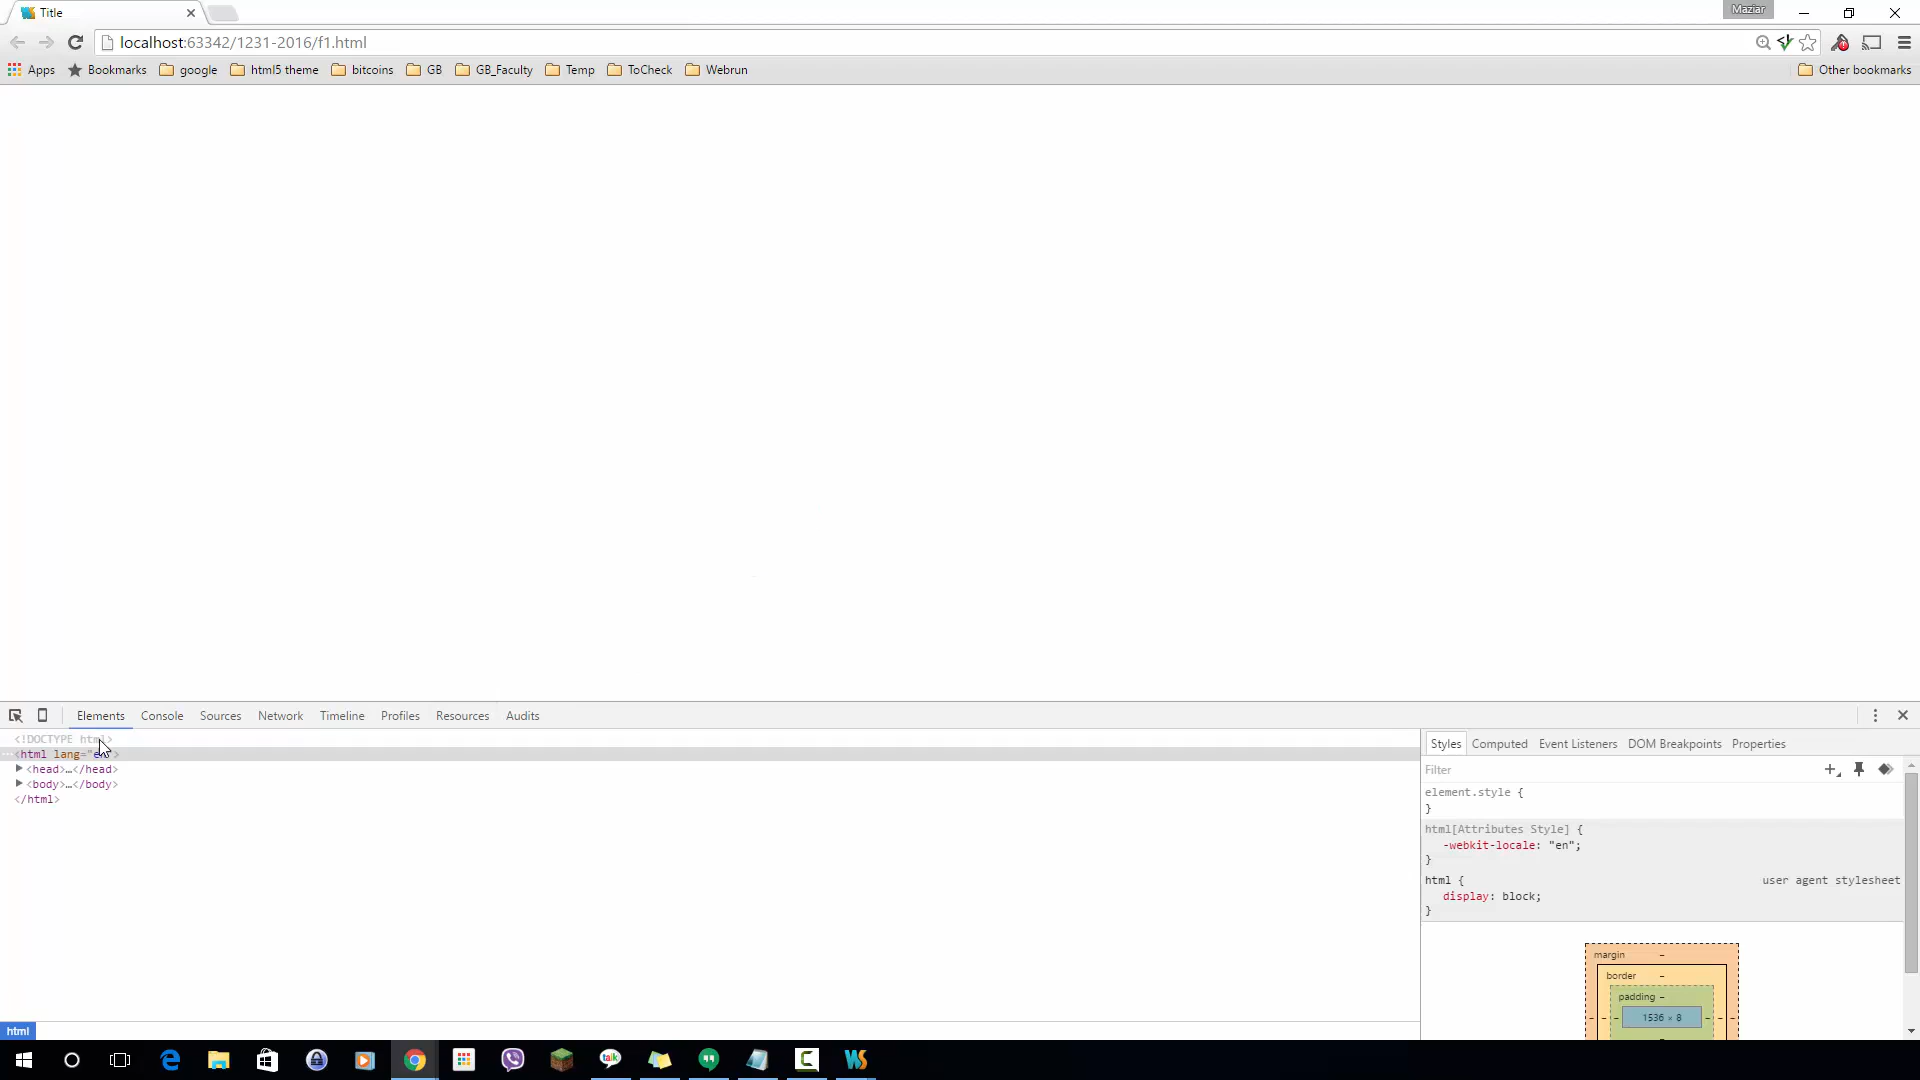 Title
Maziar
localhost:63342/1231-2016/f1.html
Apps Bookmarks google html5 theme bitcoins GB GB_Faculty Temp ToCheck Webrun Other bookmarks
Elements Console Sources Network Timeline Profiles Resources Audits
<!DOCTYPE html>
<html lang="en">
<head>…</head>
<body>…</body>
</html>
html
Styles Computed Event Listeners DOM Breakpoints Properties
Filter
element.style {
}
html[Attributes Style] {
-webkit-locale: "en";
}
html { user agent stylesheet
display: block;
}
margin –
border –
padding –
– – – 1536 × 8 – – –
talk